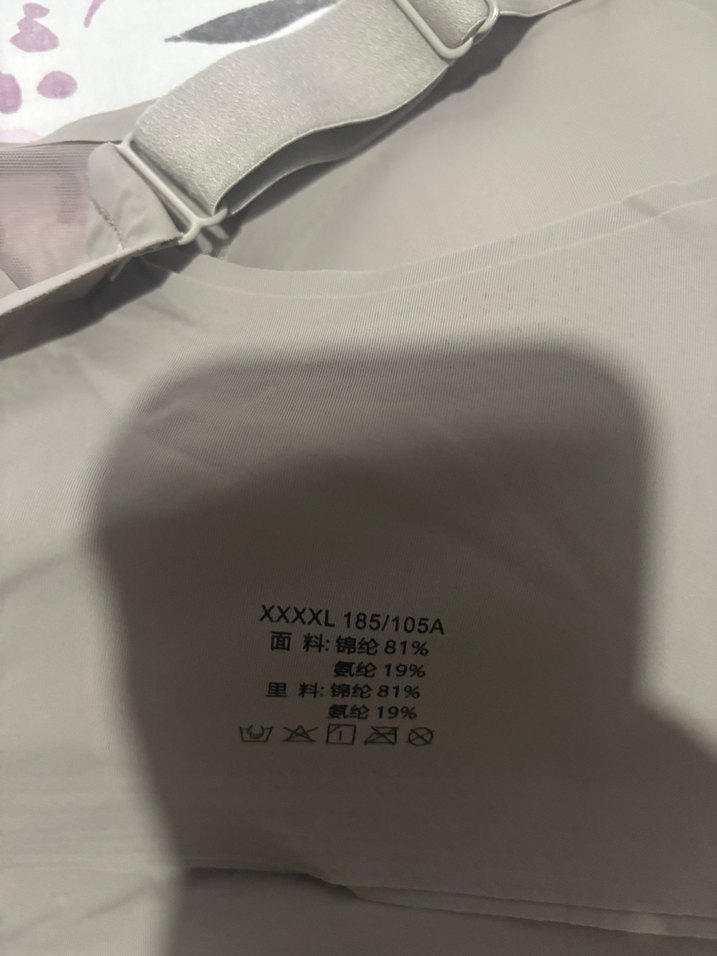 XXXXL 185/105A
面 料: 锦纶 81%
氨纶 19%
里 料: 锦纶 81%
氨纶 19%